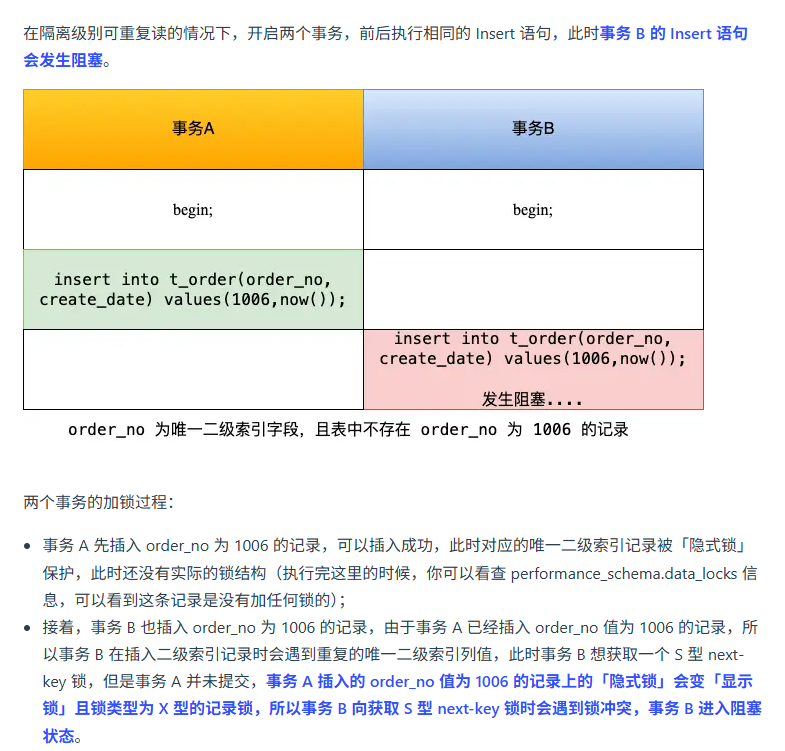 在隔离级别可重复读的情况下，开启两个事务，前后执行相同的 Insert 语句，此时事务 B 的 Insert 语句
会发生阻塞。
事务A
事务B
begin;
begin;
insert into t_order(order_no,
create_date) values(1006,now());
insert into t_order(order_no,
create_date) values(1006,now());
发生阻塞....
order_no 为唯一二级索引字段，且表中不存在 order_no 为 1006 的记录
两个事务的加锁过程：
• 事务 A 先插入 order_no 为 1006 的记录，可以插入成功，此时对应的唯一二级索引记录被「隐式锁」
保护，此时还没有实际的锁结构（执行完这里的时候，你可以看查 performance_schema.data_locks 信
息，可以看到这条记录是没有加任何锁的）；
• 接着，事务 B 也插入 order_no 为 1006 的记录，由于事务 A 已经插入 order_no 值为 1006 的记录，所
以事务 B 在插入二级索引记录时会遇到重复的唯一二级索引列值，此时事务 B 想获取一个 S 型 next-
key 锁，但是事务 A 并未提交，事务 A 插入的 order_no 值为 1006 的记录上的「隐式锁」会变「显示
锁」且锁类型为 X 型的记录锁，所以事务 B 向获取 S 型 next-key 锁时会遇到锁冲突，事务 B 进入阻塞
状态。